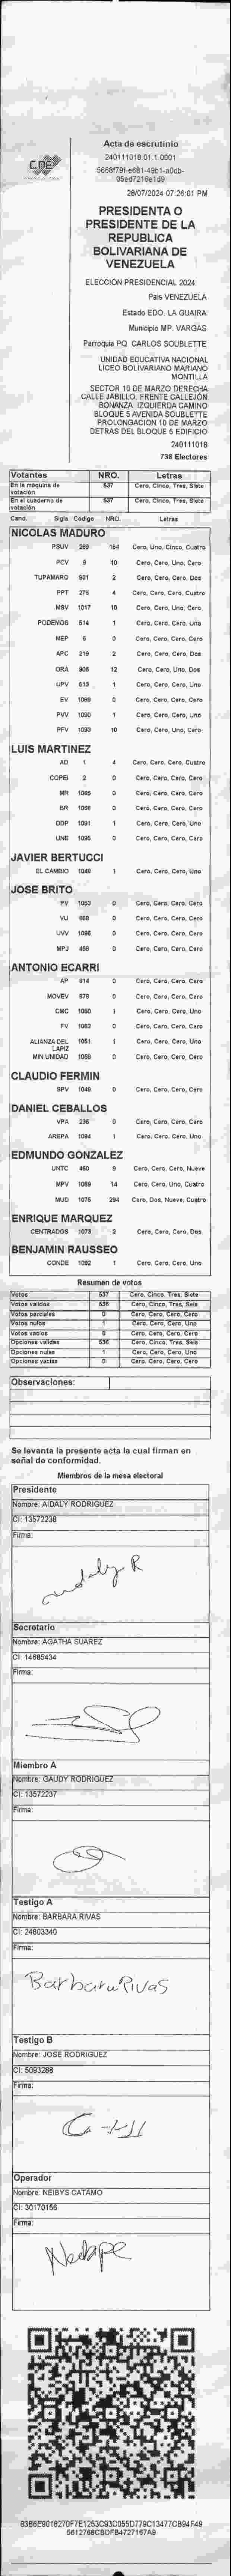 Acta de escrutinio
240111018.01.1.0001
28/07/2024 07:26:01 PM
CNE
PRESIDENTA O
PRESIDENTE DE LA
REPUBLICA
BOLIVARIANA DE
VENEZUELA
ELECCIÓN PRESIDENCIAL 2024
País VENEZUELA
Estado EDO. LA GUAIRA
Municipio MP. VARGAS
Parroquia PQ. CARLOS SOUBLETTE
UNIDAD EDUCATIVA NACIONAL
LICEO BOLIVARIANO MARIANO
MONTILLA
SECTOR 10 DE MARZO DERECHA
CALLE JABILLO. FRENTE CALLEJÓN
BONANZA. IZQUIERDA CAMINO
BLOQUE 5 AVENIDA SOUBLETTE
PROLONGACION 10 DE MARZO
DETRAS DEL BLOQUE 5 EDIFICIO
240111018
738 Electores
Votantes NRO. Letras
En la máquina de votación 537 Cero, Cinco, Tres, Siete
En el cuaderno de votación 537 Cero, Cinco, Tres, Siete
Cand. Sigla Código NRO. Letras
NICOLAS MADURO
PSUV 269 154 Cero, Uno, Cinco, Cuatro
PCV 9 10 Cero, Cero, Uno, Cero
TUPAMARO 931 2 Cero, Cero, Cero, Dos
PPT 276 4 Cero, Cero, Cero, Cuatro
MSV 1017 10 Cero, Cero, Uno, Cero
PODEMOS 514 1 Cero, Cero, Cero, Uno
MEP 6 0 Cero, Cero, Cero, Cero
APC 219 2 Cero, Cero, Cero, Dos
ORA 906 12 Cero, Cero, Uno, Dos
UPV 513 1 Cero, Cero, Cero, Uno
EV 1089 0 Cero, Cero, Cero, Cero
PVV 1090 1 Cero, Cero, Cero, Uno
PFV 1093 10 Cero, Cero, Uno, Cero
LUIS MARTINEZ
AD 1 4 Cero, Cero, Cero, Cuatro
COPEI 2 0 Cero, Cero, Cero, Cero
MR 1065 0 Cero, Cero, Cero, Cero
BR 1066 0 Cero, Cero, Cero, Cero
DDP 1091 1 Cero, Cero, Cero, Uno
UNE 1095 0 Cero, Cero, Cero, Cero
JAVIER BERTUCCI
EL CAMBIO 1048 1 Cero, Cero, Cero, Uno
JOSE BRITO
PV 1053 0 Cero, Cero, Cero, Cero
VU 988 0 Cero, Cero, Cero, Cero
UVV 1096 0 Cero, Cero, Cero, Cero
MPJ 458 0 Cero, Cero, Cero, Cero
ANTONIO ECARRI
AP 814 0 Cero, Cero, Cero, Cero
MOVEV 978 0 Cero, Cero, Cero, Cero
CMC 1050 1 Cero, Cero, Cero, Uno
FV 1062 0 Cero, Cero, Cero, Cero
ALIANZA DEL LAPIZ 1051 1 Cero, Cero, Cero, Uno
MIN UNIDAD 1055 0 Cero, Cero, Cero, Cero
CLAUDIO FERMIN
SPV 1049 0 Cero, Cero, Cero, Cero
DANIEL CEBALLOS
VPA 236 0 Cero, Cero, Cero, Cero
AREPA 1094 1 Cero, Cero, Cero, Uno
EDMUNDO GONZALEZ
UNTC 460 9 Cero, Cero, Cero, Nueve
MPV 1069 14 Cero, Cero, Uno, Cuatro
MUD 1075 294 Cero, Dos, Nueve, Cuatro
ENRIQUE MARQUEZ
CENTRADOS 1073 2 Cero, Cero, Cero, Dos
BENJAMIN RAUSSEO
CONDE 1092 1 Cero, Cero, Cero, Uno
Resumen de votos
Votos 537 Cero, Cinco, Tres, Siete
Votos validos 536 Cero, Cinco, Tres, Seis
Votos parciales 0 Cero, Cero, Cero, Cero
Votos nulos 1 Cero, Cero, Cero, Uno
Votos vacios 0 Cero, Cero, Cero, Cero
Opciones validas 536 Cero, Cinco, Tres, Seis
Opciones nulas 1 Cero, Cero, Cero, Uno
Opciones vacias 0 Cero, Cero, Cero, Cero
Observaciones:
Se levanta la presente acta la cual firman en
señal de conformidad.
Miembros de la mesa electoral
Presidente
Nombre: AIDALY RODRIGUEZ
CI: 13572238
Firma:
Secretario
Nombre: AGATHA SUAREZ
CI: 14685434
Firma:
Miembro A
Nombre: GAUDY RODRIGUEZ
CI: 13572237
Firma:
Testigo A
Nombre: BARBARA RIVAS
CI: 24803340
Firma:
Barbara Rivas
Testigo B
Nombre: JOSE RODRIGUEZ
CI: 5093288
Firma:
Operador
Nombre: NEIBYS CATAMO
CI: 30170156
Firma: